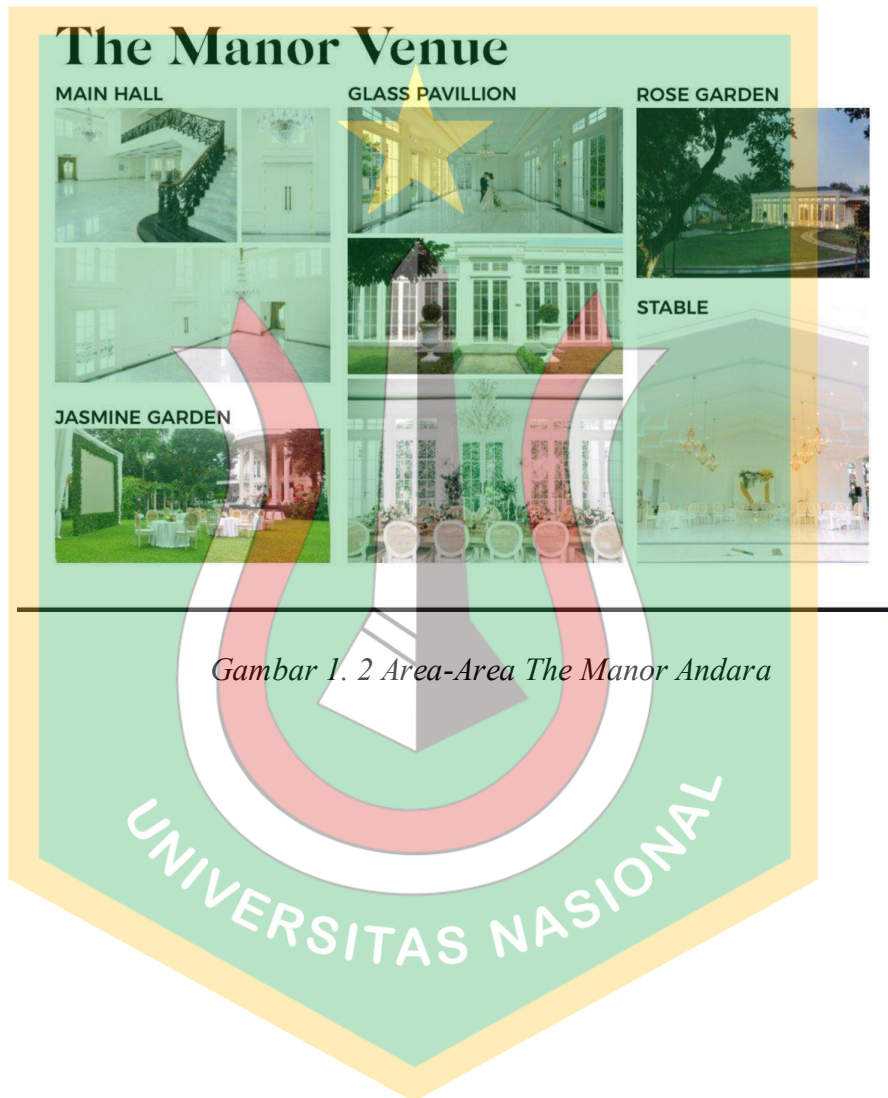 The Manor Venue
MAIN HALL
GLASS PAVILLION
ROSE GARDEN
STABLE
JASMINE GARDEN
Gambar 1. 2 Area-Area The Manor Andara
UNIVERSITAS NASIONAL